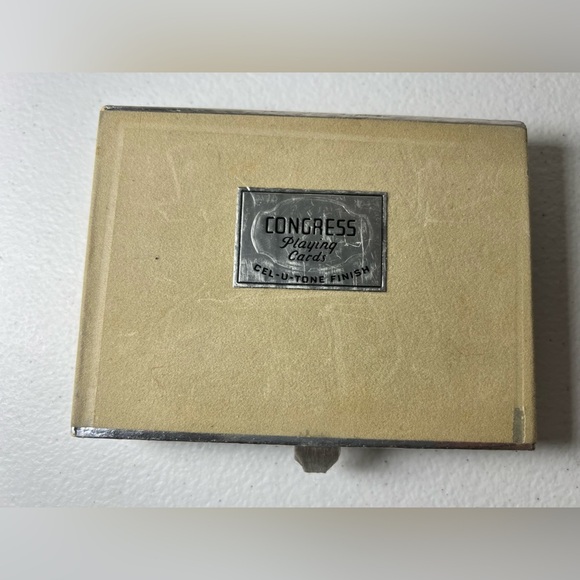 CONGRESS
Playing
Cards
CEL-U-TONE FINISH